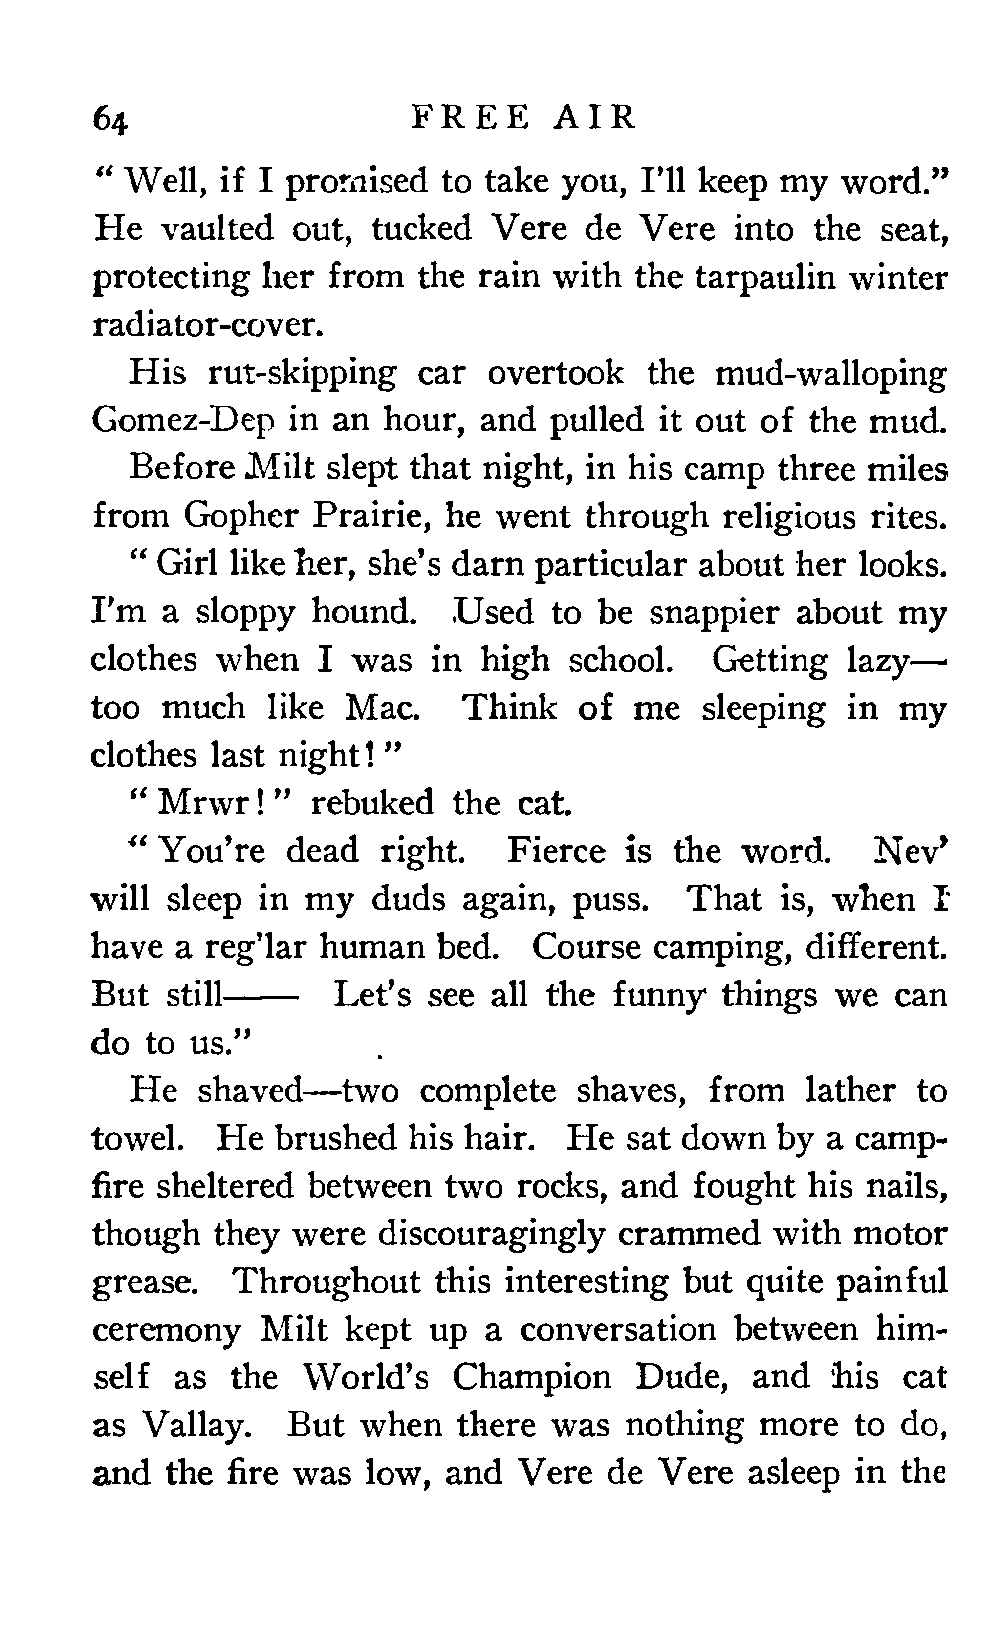 64 FREE AIR
“ Well, if I promised to take you, I’ll keep my word.”
He vaulted out, tucked Vere de Vere into the seat,
protecting her from the rain with the tarpaulin winter
radiator-cover.
His rut-skipping car overtook the mud-walloping
Gomez-Dep in an hour, and pulled it out of the mud.
Before Milt slept that night, in his camp three miles
from Gopher Prairie, he went through religious rites.
“ Girl like her, she’s darn particular about her looks.
I’m a sloppy hound. Used to be snappier about my
clothes when I was in high school. Getting lazy—
too much like Mac. Think of me sleeping in my
clothes last night! ”
“ Mrwr! ” rebuked the cat.
“ You’re dead right. Fierce is the word. Nev’
will sleep in my duds again, puss. That is, when I
have a reg’lar human bed. Course camping, different.
But still—— Let’s see all the funny things we can
do to us.”
He shaved—two complete shaves, from lather to
towel. He brushed his hair. He sat down by a camp-
fire sheltered between two rocks, and fought his nails,
though they were discouragingly crammed with motor
grease. Throughout this interesting but quite painful
ceremony Milt kept up a conversation between him-
self as the World’s Champion Dude, and his cat
as Vallay. But when there was nothing more to do,
and the fire was low, and Vere de Vere asleep in the